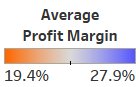 Average
Profit Margin
19.4% 27.9%